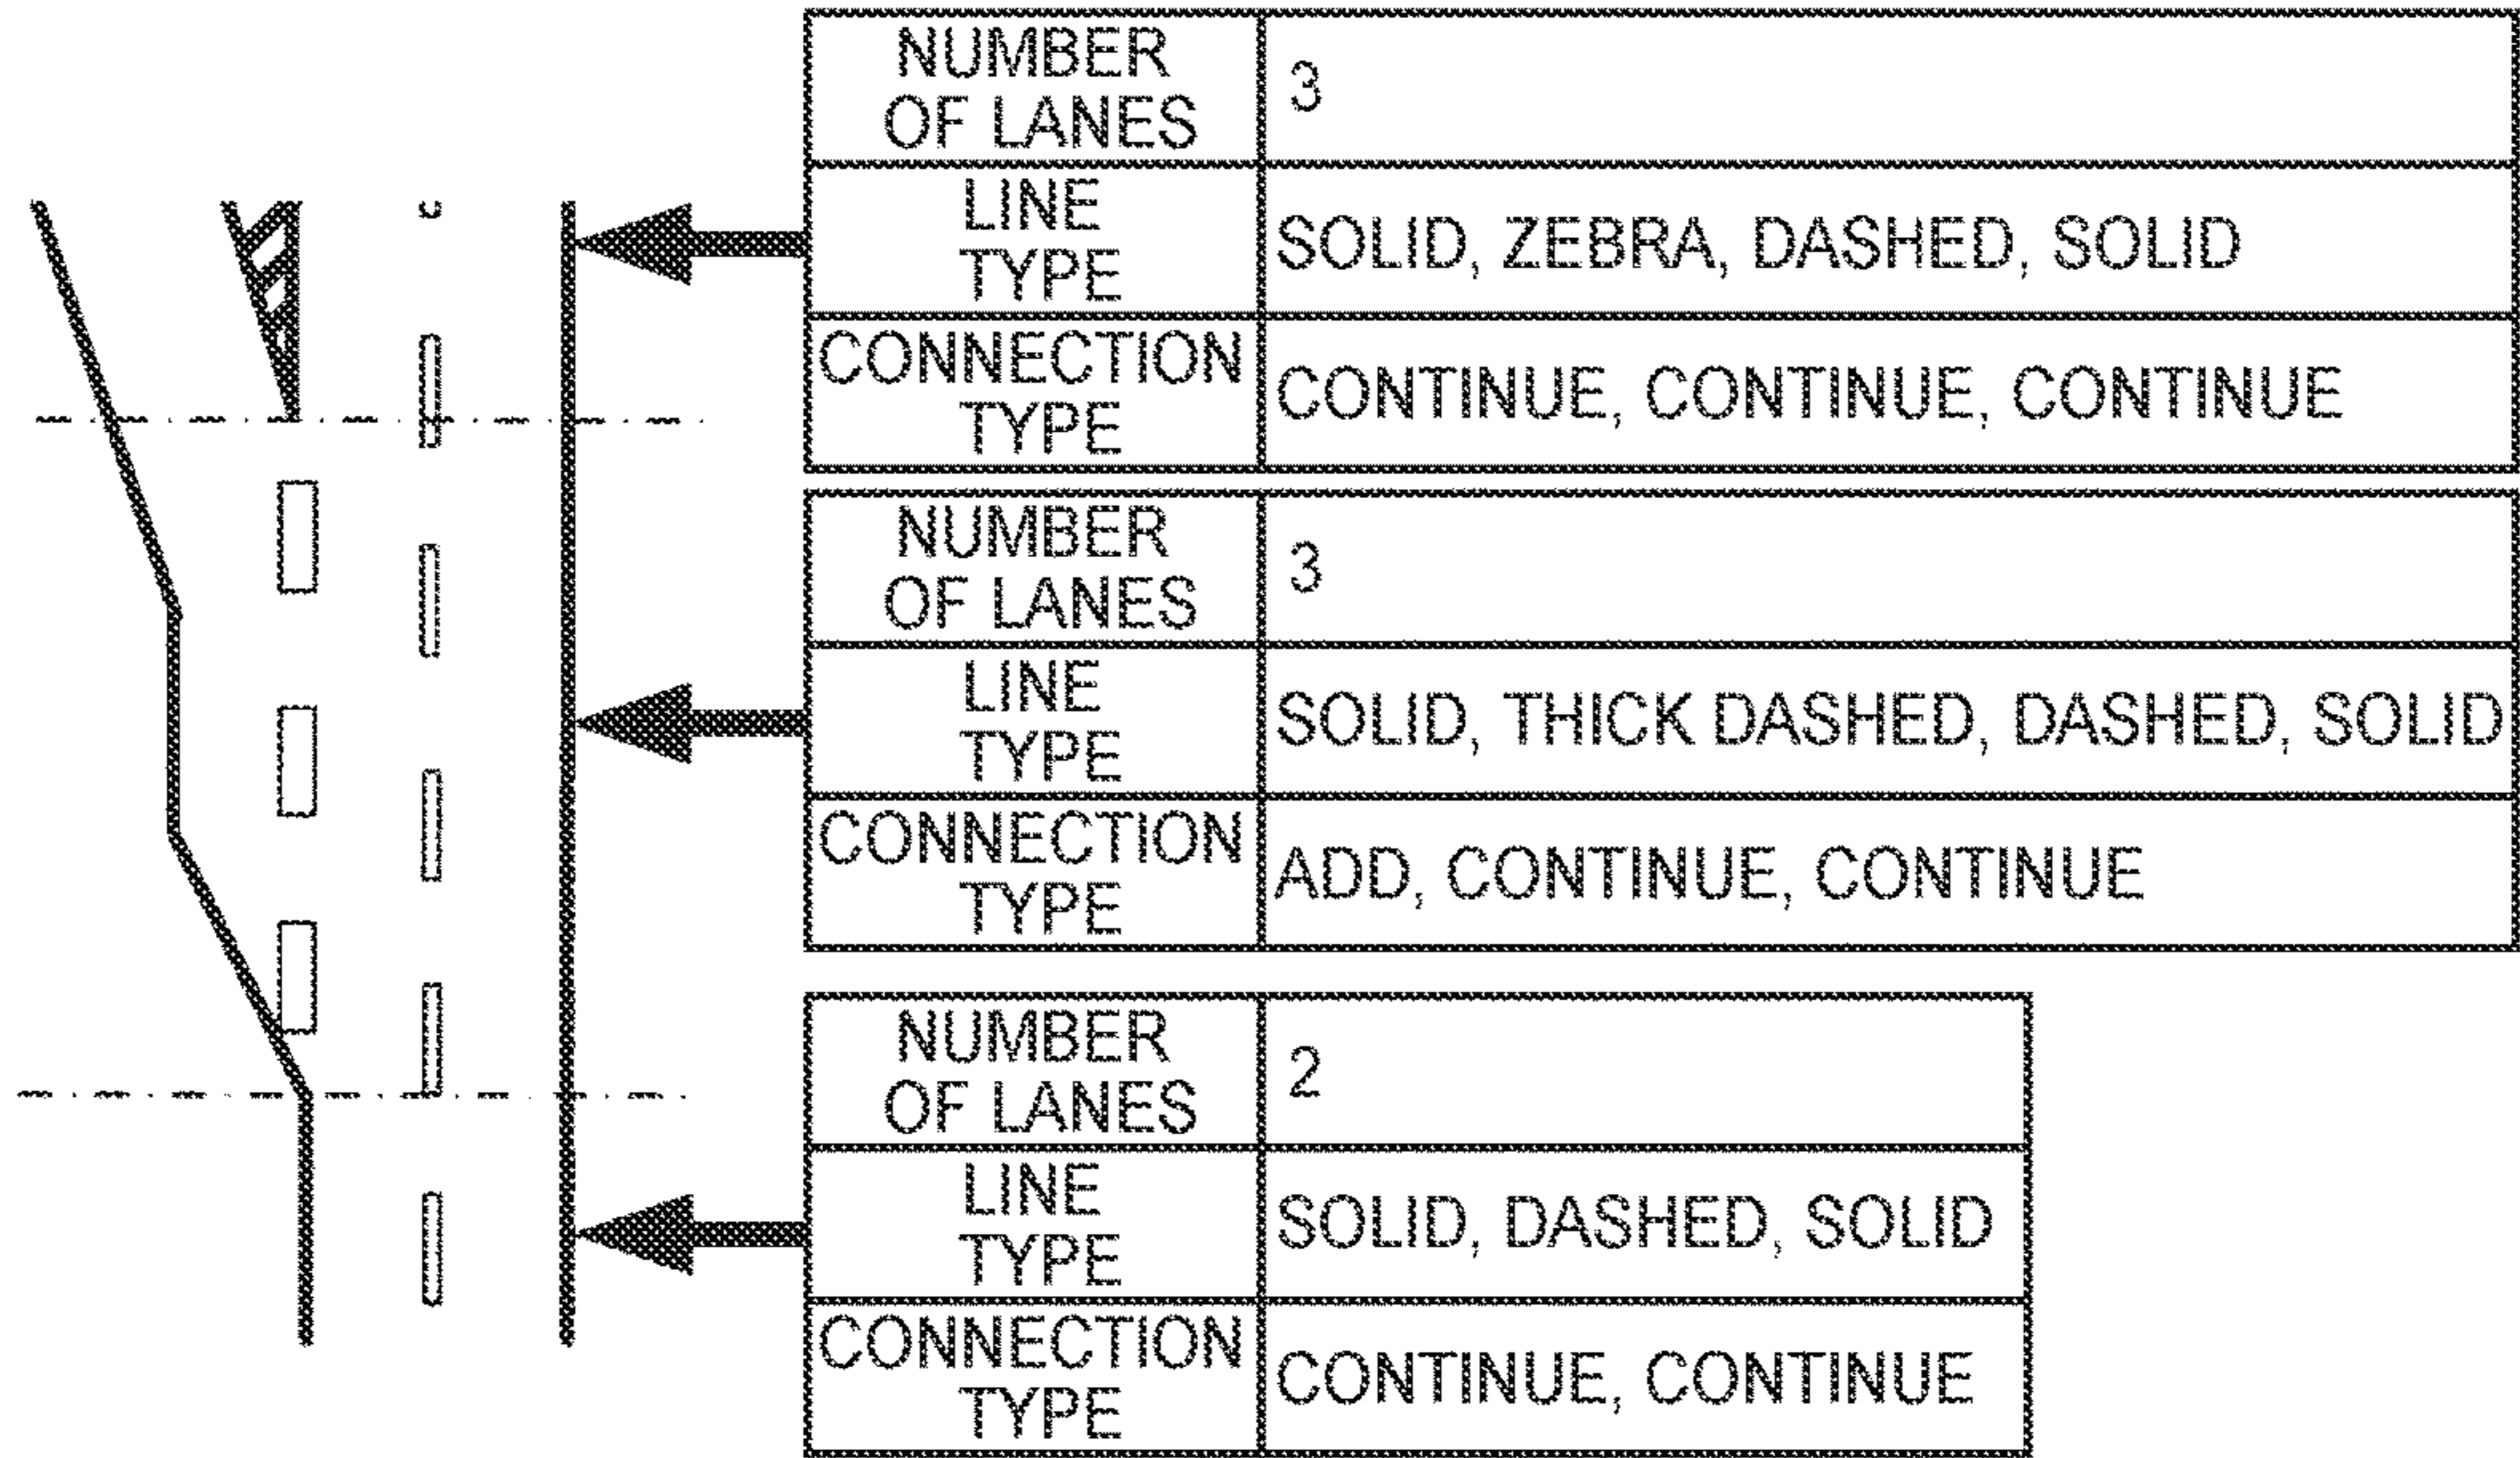 NUMBER
OF LANES
3
LINE
TYPE
SOLID, ZEBRA, DASHED, SOLID
CONNECTION
TYPE
CONTINUE, CONTINUE, CONTINUE
NUMBER
OF LANES
3
LINE
TYPE
SOLID, THICK DASHED, DASHED, SOLID
CONNECTION
TYPE
ADD, CONTINUE, CONTINUE
NUMBER
OF LANES
2
LINE
TYPE
SOLID, DASHED, SOLID
CONNECTION
TYPE
CONTINUE, CONTINUE